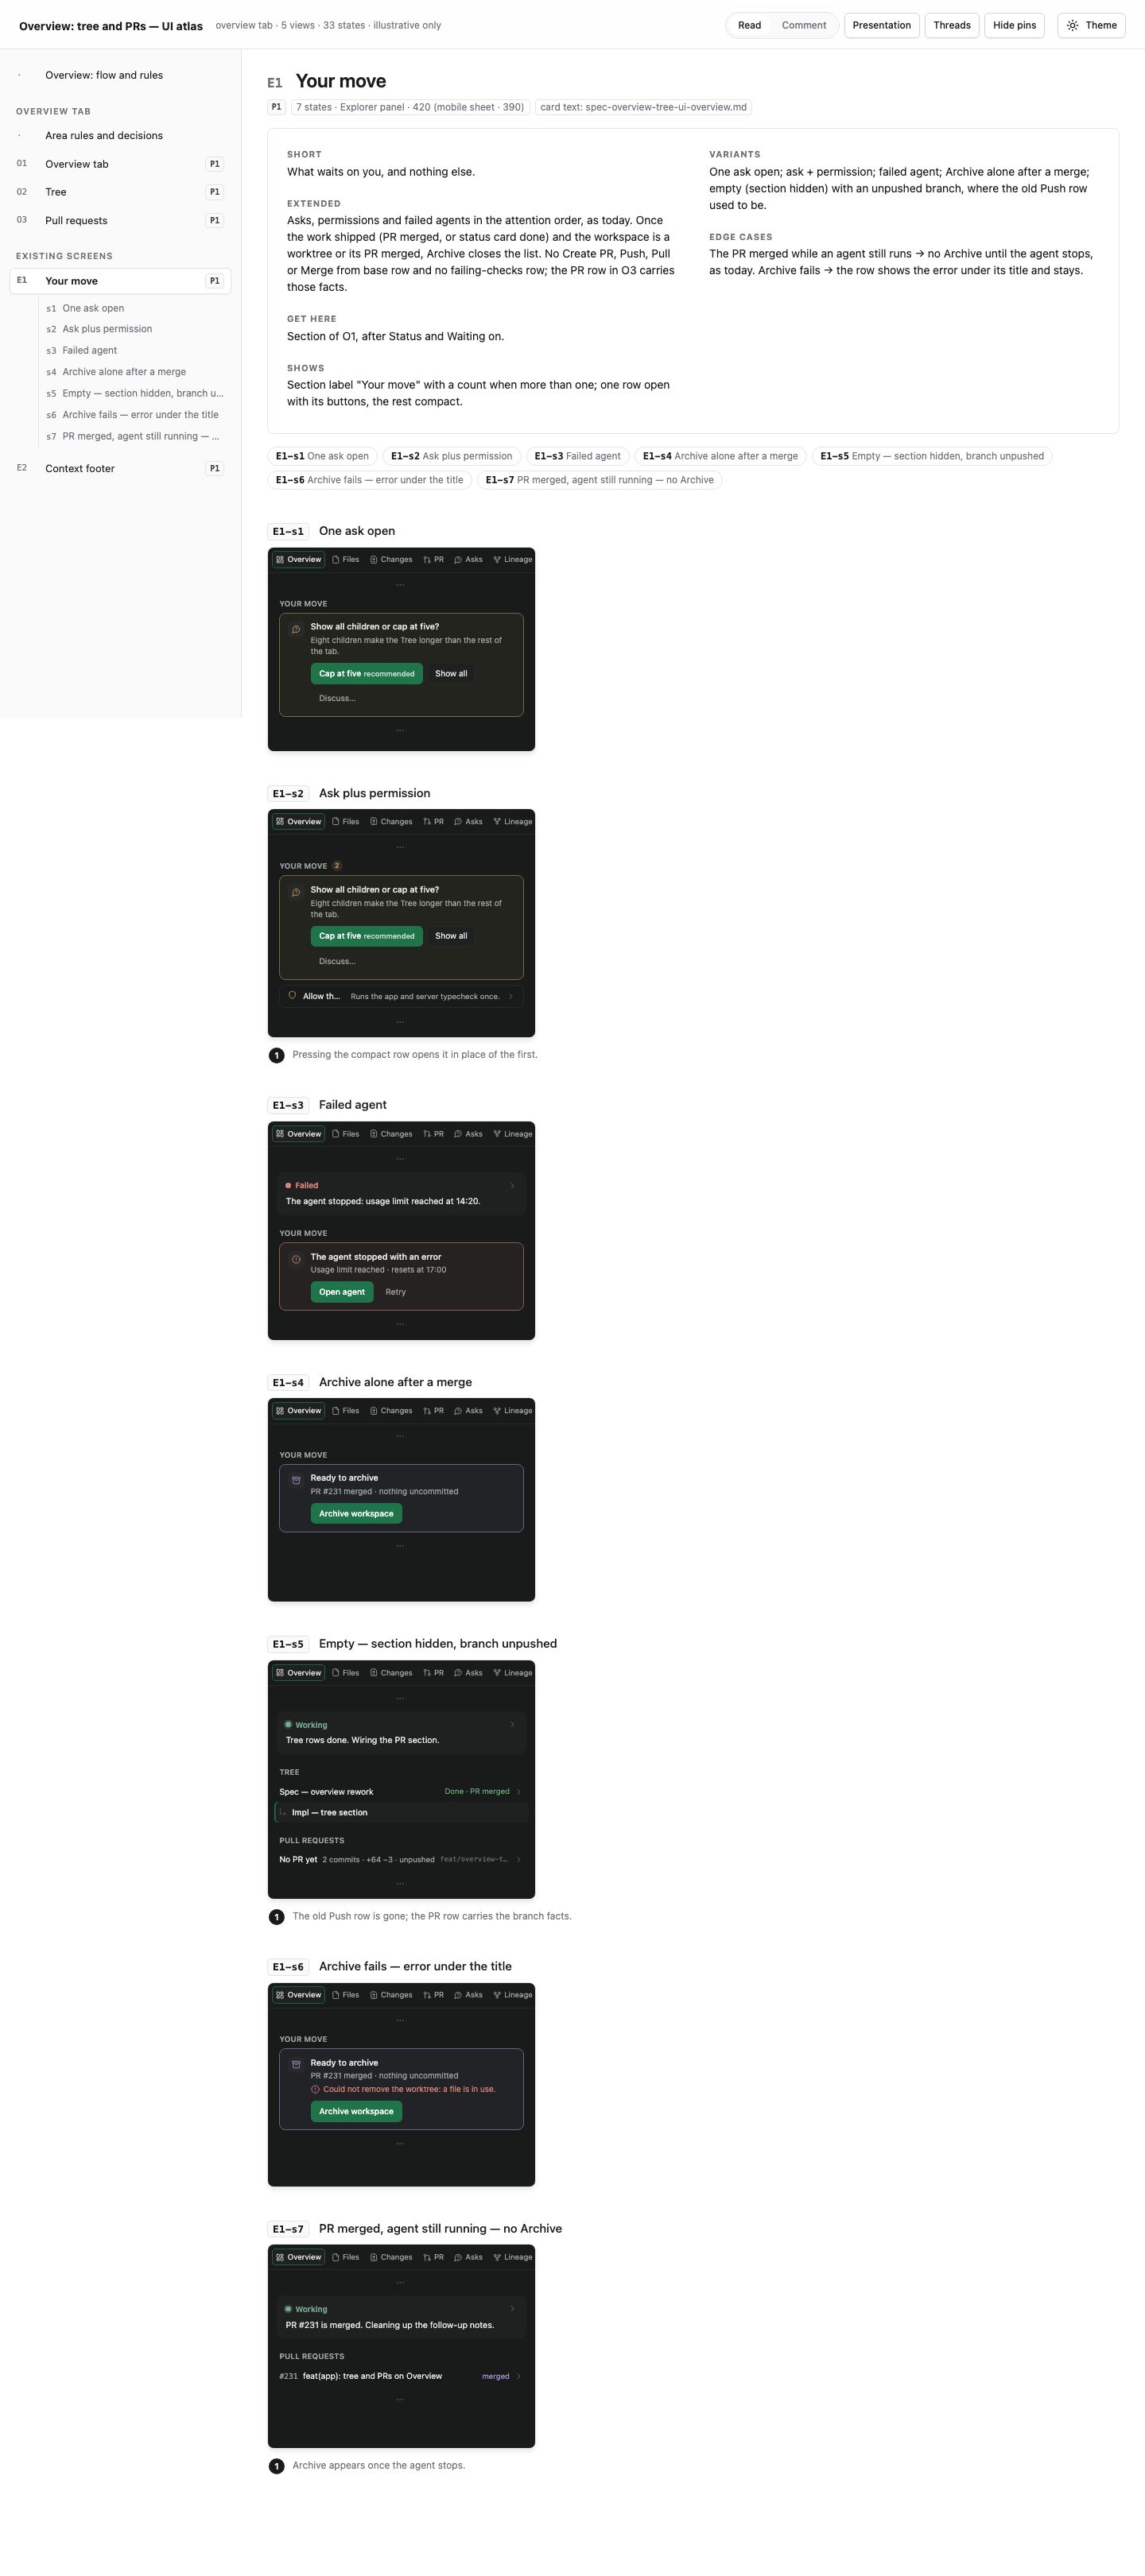 Overview: tree and PRs — UI atlas
overview tab · 5 views · 33 states · illustrative only
Read
Comment
Presentation
Threads
Hide pins
Theme
· Overview: flow and rules
OVERVIEW TAB
· Area rules and decisions
O1 Overview tab P1
O2 Tree P1
O3 Pull requests P1
EXISTING SCREENS
E1 Your move P1
s1 One ask open
s2 Ask plus permission
s3 Failed agent
s4 Archive alone after a merge
s5 Empty — section hidden, branch u...
s6 Archive fails — error under the title
s7 PR merged, agent still running — ...
E2 Context footer P1
E1 Your move
P1
7 states · Explorer panel · 420 (mobile sheet · 390)
card text: spec-overview-tree-ui-overview.md
SHORT
What waits on you, and nothing else.
EXTENDED
Asks, permissions and failed agents in the attention order, as today. Once
the work shipped (PR merged, or status card done) and the workspace is a
worktree or its PR merged, Archive closes the list. No Create PR, Push, Pull
or Merge from base row and no failing-checks row; the PR row in O3 carries
those facts.
GET HERE
Section of O1, after Status and Waiting on.
SHOWS
Section label "Your move" with a count when more than one; one row open
with its buttons, the rest compact.
VARIANTS
One ask open; ask + permission; failed agent; Archive alone after a merge;
empty (section hidden) with an unpushed branch, where the old Push row
used to be.
EDGE CASES
The PR merged while an agent still runs → no Archive until the agent stops,
as today. Archive fails → the row shows the error under its title and stays.
E1–s1 One ask open
E1–s2 Ask plus permission
E1–s3 Failed agent
E1–s4 Archive alone after a merge
E1–s5 Empty — section hidden, branch unpushed
E1–s6 Archive fails — error under the title
E1–s7 PR merged, agent still running — no Archive
E1–s1 One ask open
Overview Files Changes PR Asks Lineage
...
YOUR MOVE
Show all children or cap at five?
Eight children make the Tree longer than the rest of
the tab.
Cap at five recommended
Show all
Discuss...
...
E1–s2 Ask plus permission
Overview Files Changes PR Asks Lineage
...
YOUR MOVE 2
Show all children or cap at five?
Eight children make the Tree longer than the rest of
the tab.
Cap at five recommended
Show all
Discuss...
Allow th... Runs the app and server typecheck once.
...
1 Pressing the compact row opens it in place of the first.
E1–s3 Failed agent
Overview Files Changes PR Asks Lineage
...
Failed
The agent stopped: usage limit reached at 14:20.
YOUR MOVE
The agent stopped with an error
Usage limit reached · resets at 17:00
Open agent
Retry
...
E1–s4 Archive alone after a merge
Overview Files Changes PR Asks Lineage
...
YOUR MOVE
Ready to archive
PR #231 merged · nothing uncommitted
Archive workspace
...
E1–s5 Empty — section hidden, branch unpushed
Overview Files Changes PR Asks Lineage
...
Working
Tree rows done. Wiring the PR section.
TREE
Spec — overview rework Done · PR merged
Impl — tree section
PULL REQUESTS
No PR yet 2 commits · +64 −3 · unpushed feat/overview-t…
...
1 The old Push row is gone; the PR row carries the branch facts.
E1–s6 Archive fails — error under the title
Overview Files Changes PR Asks Lineage
...
YOUR MOVE
Ready to archive
PR #231 merged · nothing uncommitted
Could not remove the worktree: a file is in use.
Archive workspace
...
E1–s7 PR merged, agent still running — no Archive
Overview Files Changes PR Asks Lineage
...
Working
PR #231 is merged. Cleaning up the follow-up notes.
PULL REQUESTS
#231 feat(app): tree and PRs on Overview merged
...
1 Archive appears once the agent stops.